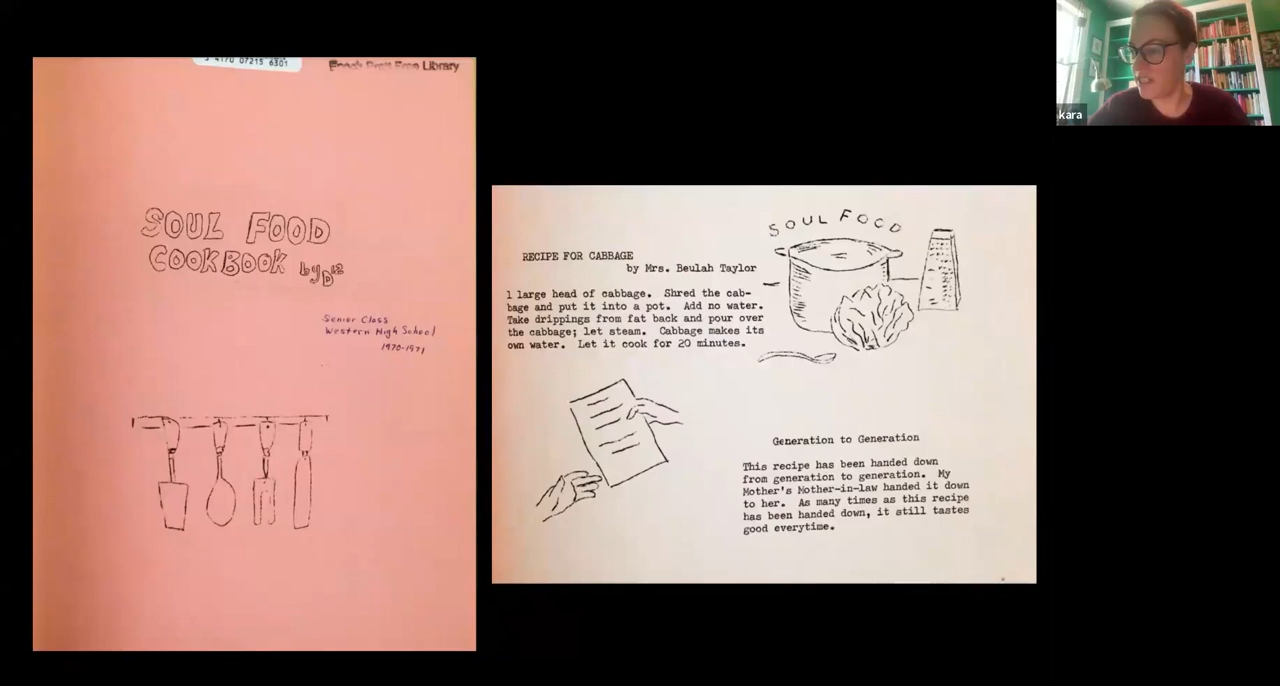 3 4170 07215 6301
Enoch Pratt Free Library
SOUL FOOD
COOKBOOK by D12
Senior Class
Western High School
1970-1971
SOUL FOOD
RECIPE FOR CABBAGE
by Mrs. Beulah Taylor
1 large head of cabbage. Shred the cab-
bage and put it into a pot. Add no water.
Take drippings from fat back and pour over
the cabbage; let steam. Cabbage makes its
own water. Let it cook for 20 minutes.
Generation to Generation
This recipe has been handed down
from generation to generation. My
Mother's Mother-in-law handed it down
to her. As many times as this recipe
has been handed down, it still tastes
good everytime.
kara